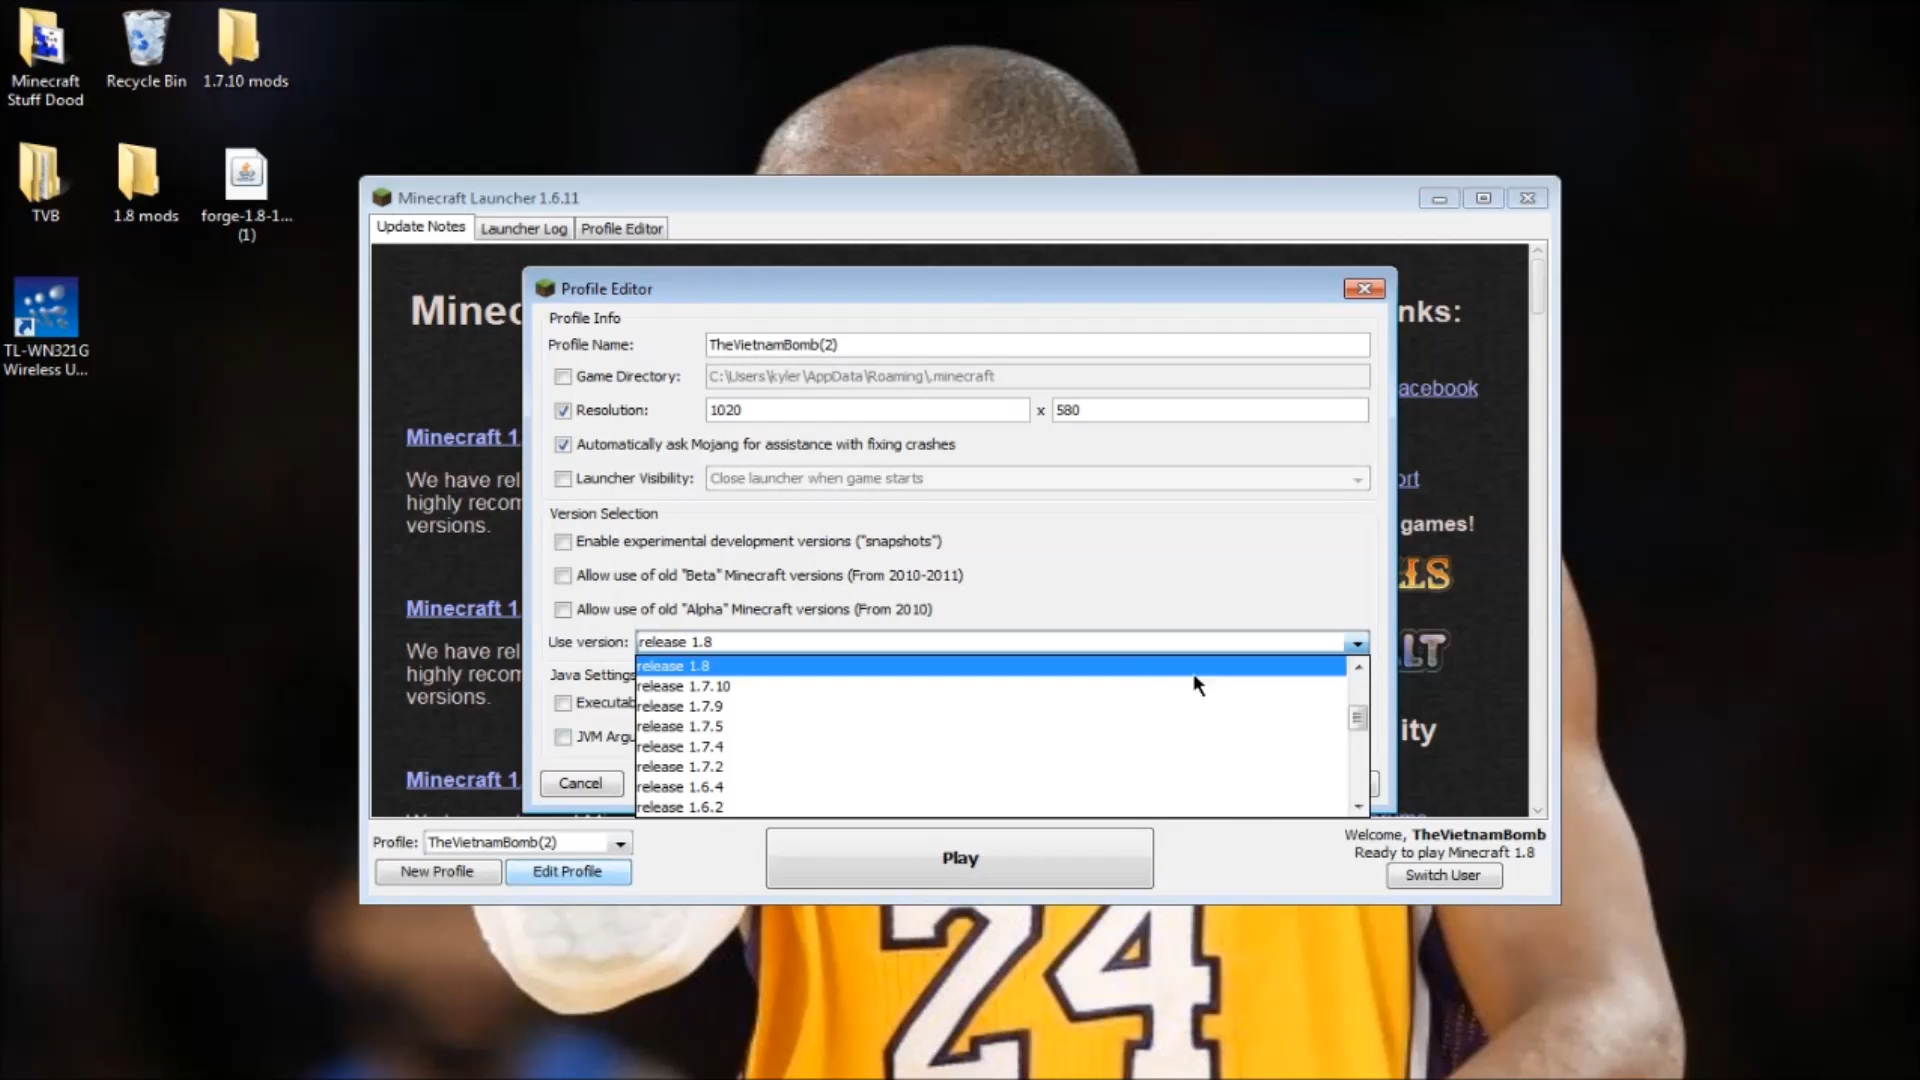 Minecraft
Stuff Dood
Recycle Bin
1.7.10 mods
TVB
1.8 mods
forge-1.8-1...
(1)
TL-WN321G
Wireless U...
Minecraft Launcher 1.6.11
Update Notes
Launcher Log
Profile Editor
Minec
nks:
acebook
Minecraft 1.
We have rel
highly recom
versions.
ort
games!
Minecraft 1.
LT
We have rel
highly recom
versions.
ity
Minecraft 1.
Profile Editor
Profile Info
Profile Name:
TheVietnamBomb(2)
Game Directory:
C:\Users\kyler\AppData\Roaming\.minecraft
Resolution:
1020
x
580
Automatically ask Mojang for assistance with fixing crashes
Launcher Visibility:
Close launcher when game starts
Version Selection
Enable experimental development versions ("snapshots")
Allow use of old "Beta" Minecraft versions (From 2010-2011)
Allow use of old "Alpha" Minecraft versions (From 2010)
Use version:
release 1.8
release 1.8
release 1.7.10
release 1.7.9
release 1.7.5
release 1.7.4
release 1.7.2
release 1.6.4
release 1.6.2
Java Settings
Executab
JVM Argu
Cancel
Profile:
TheVietnamBomb(2)
New Profile
Edit Profile
Play
Welcome, TheVietnamBomb
Ready to play Minecraft 1.8
Switch User
24